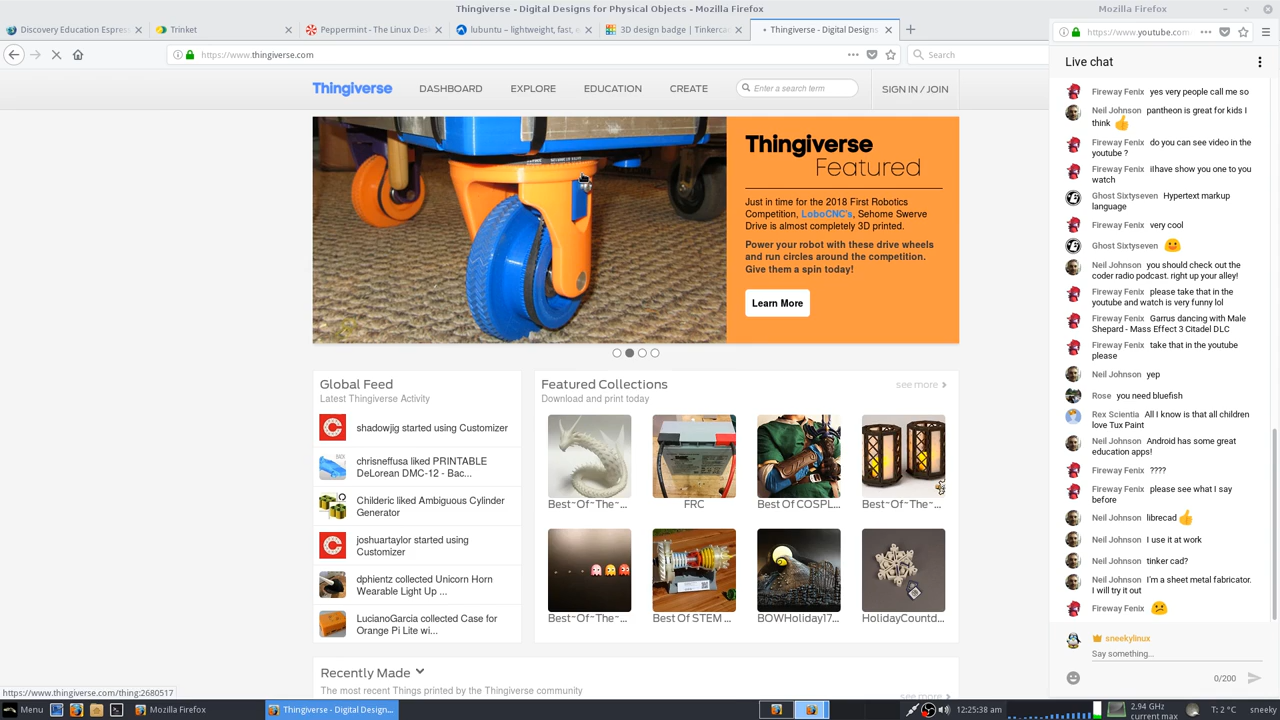 Thingiverse - Digital Designs for Physical Objects - Mozilla Firefox
Mozilla Firefox
Discovery Education Espres
Trinket
Peppermint - The Linux Des
lubuntu – lightweight, fast, e
3D design badge | Tinkerca
Thingiverse - Digital Designs
https://www.thingiverse.com
Search
https://www.youtube.com
Thingiverse
DASHBOARD
EXPLORE
EDUCATION
CREATE
Enter a search term
SIGN IN / JOIN
Thingiverse
Featured
Just in time for the 2018 First Robotics
Competition, LoboCNC's, Sehome Swerve
Drive is almost completely 3D printed.
Power your robot with these drive wheels
and run circles around the competition.
Give them a spin today!
Learn More
Global Feed
Latest Thingiverse Activity
shadowjig started using Customizer
chrisneffusa liked PRINTABLE
DeLorean DMC-12 - Bac...
Childeric liked Ambiguous Cylinder
Generator
joshuartaylor started using
Customizer
dphientz collected Unicorn Horn
Wearable Light Up ...
LucianoGarcia collected Case for
Orange Pi Lite wi...
Featured Collections
see more
Download and print today
Best~Of~The~...
FRC
Best Of COSPL...
Best~Of~The~...
Best~Of~The~...
Best Of STEM ...
BOWHoliday17...
HolidayCountd...
Recently Made
The most recent Things printed by the Thingiverse community
see more
https://www.thingiverse.com/thing:2680517
Live chat
Fireway Fenix yes very people call me so
Neil Johnson pantheon is great for kids I
think 👍
Fireway Fenix do you can see video in the
youtube ?
Fireway Fenix iIhave show you one to you
watch
Ghost Sixtyseven Hypertext markup
language
Fireway Fenix very cool
Ghost Sixtyseven
Neil Johnson you should check out the
coder radio podcast. right up your alley!
Fireway Fenix please take that in the
youtube and watch is very funny lol
Fireway Fenix Garrus dancing with Male
Shepard - Mass Effect 3 Citadel DLC
Fireway Fenix take that in the youtube
please
Neil Johnson yep
Rose you need bluefish
Rex Scientia All I know is that all children
love Tux Paint
Neil Johnson Android has some great
education apps!
Fireway Fenix ????
Fireway Fenix please see what I say
before
Neil Johnson librecad 👍
Neil Johnson I use it at work
Neil Johnson tinker cad?
Neil Johnson I'm a sheet metal fabricator.
I will try it out
Fireway Fenix
sneekylinux
Say something...
0/200
Menu
Mozilla Firefox
Thingiverse - Digital Design...
12:25:38 am
2.94 GHz
current max
T: 2 °C
sneeky